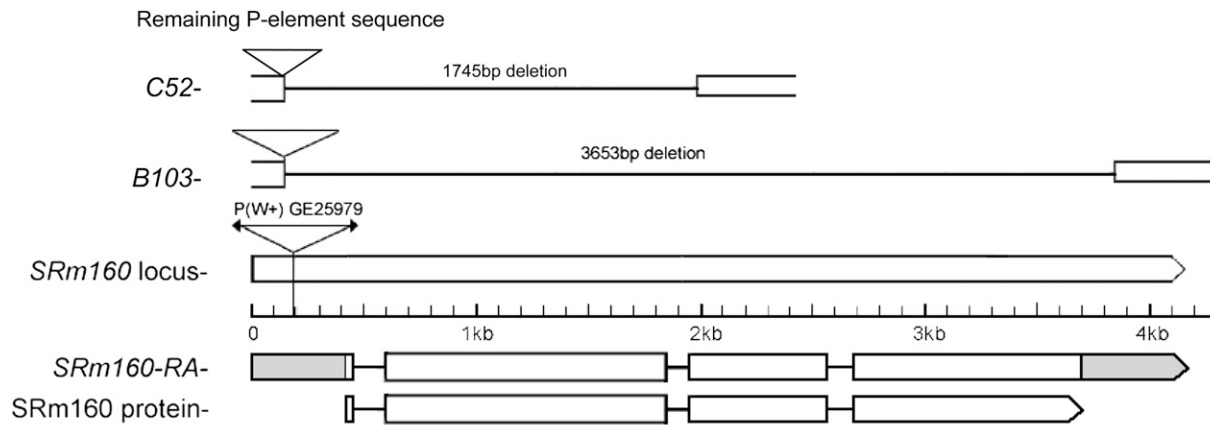 Remaining P-element sequence
C52-
1745bp deletion
B103-
3653bp deletion
P(W+) GE25979
SRm160 locus-
0 1kb 2kb 3kb 4kb
SRm160-RA-
SRm160 protein-